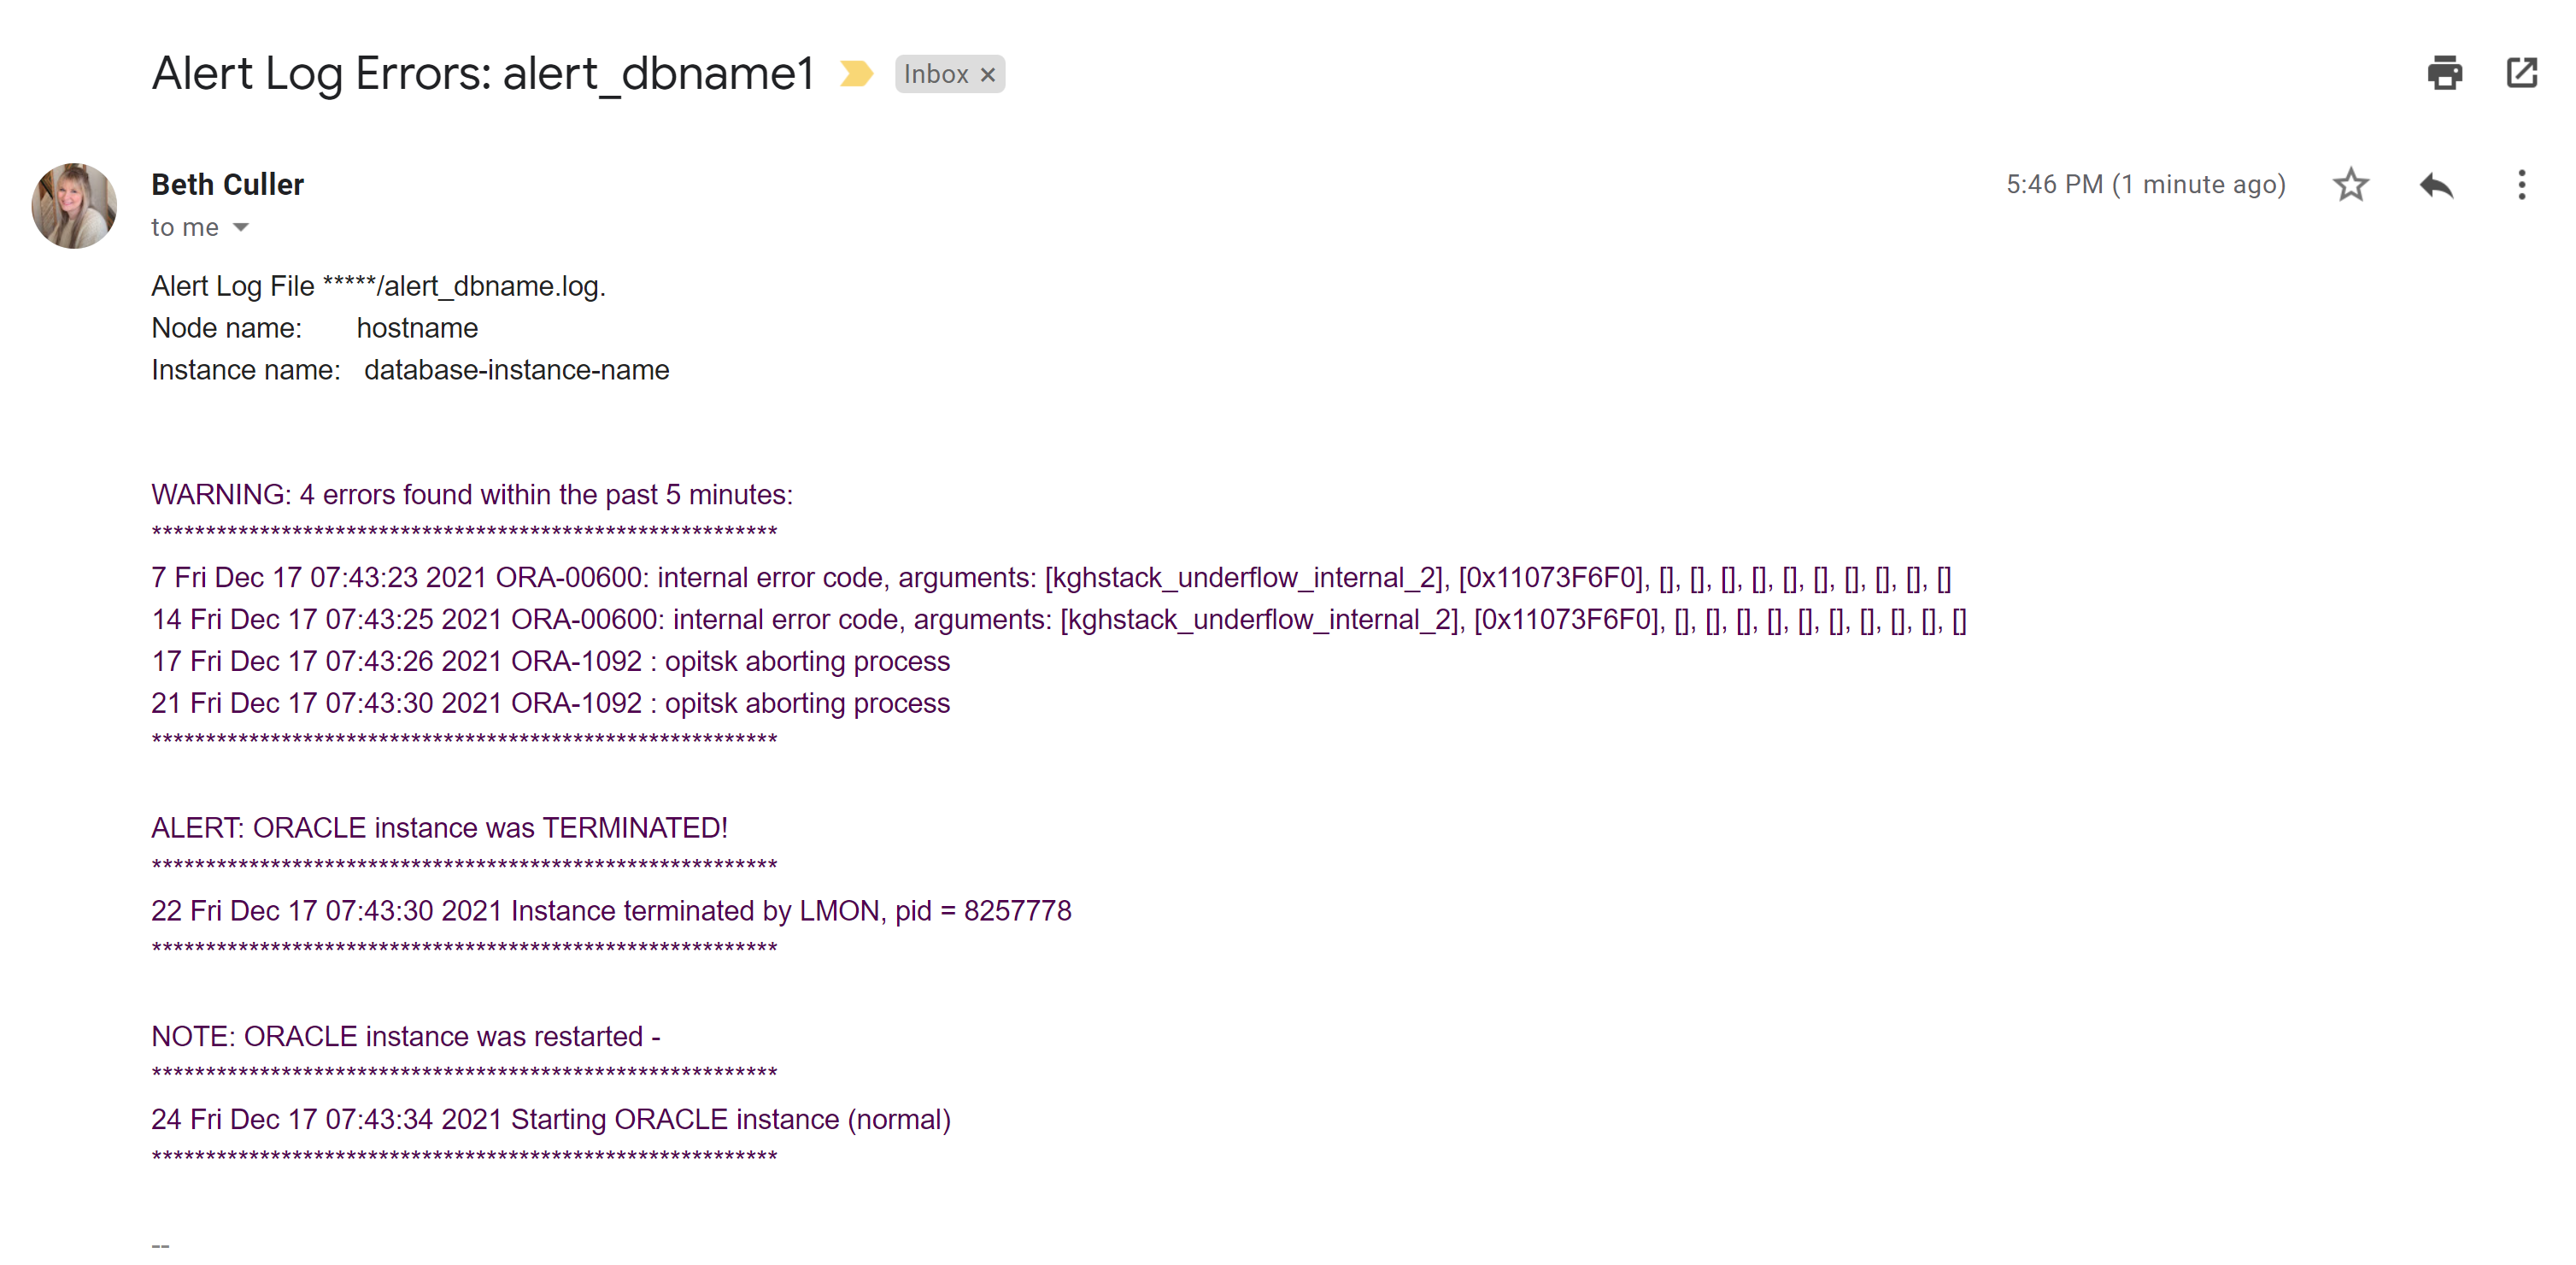 Alert Log Errors: alert_dbname1 Inbox ×
Beth Culler 5:46 PM (1 minute ago)
to me
Alert Log File *****/alert_dbname.log.
Node name: hostname
Instance name: database-instance-name
WARNING: 4 errors found within the past 5 minutes:
**********************************************************
7 Fri Dec 17 07:43:23 2021 ORA-00600: internal error code, arguments: [kghstack_underflow_internal_2], [0x11073F6F0], [], [], [], [], [], [], [], [], [], []
14 Fri Dec 17 07:43:25 2021 ORA-00600: internal error code, arguments: [kghstack_underflow_internal_2], [0x11073F6F0], [], [], [], [], [], [], [], [], [], []
17 Fri Dec 17 07:43:26 2021 ORA-1092 : opitsk aborting process
21 Fri Dec 17 07:43:30 2021 ORA-1092 : opitsk aborting process
**********************************************************
ALERT: ORACLE instance was TERMINATED!
**********************************************************
22 Fri Dec 17 07:43:30 2021 Instance terminated by LMON, pid = 8257778
**********************************************************
NOTE: ORACLE instance was restarted -
**********************************************************
24 Fri Dec 17 07:43:34 2021 Starting ORACLE instance (normal)
**********************************************************
--